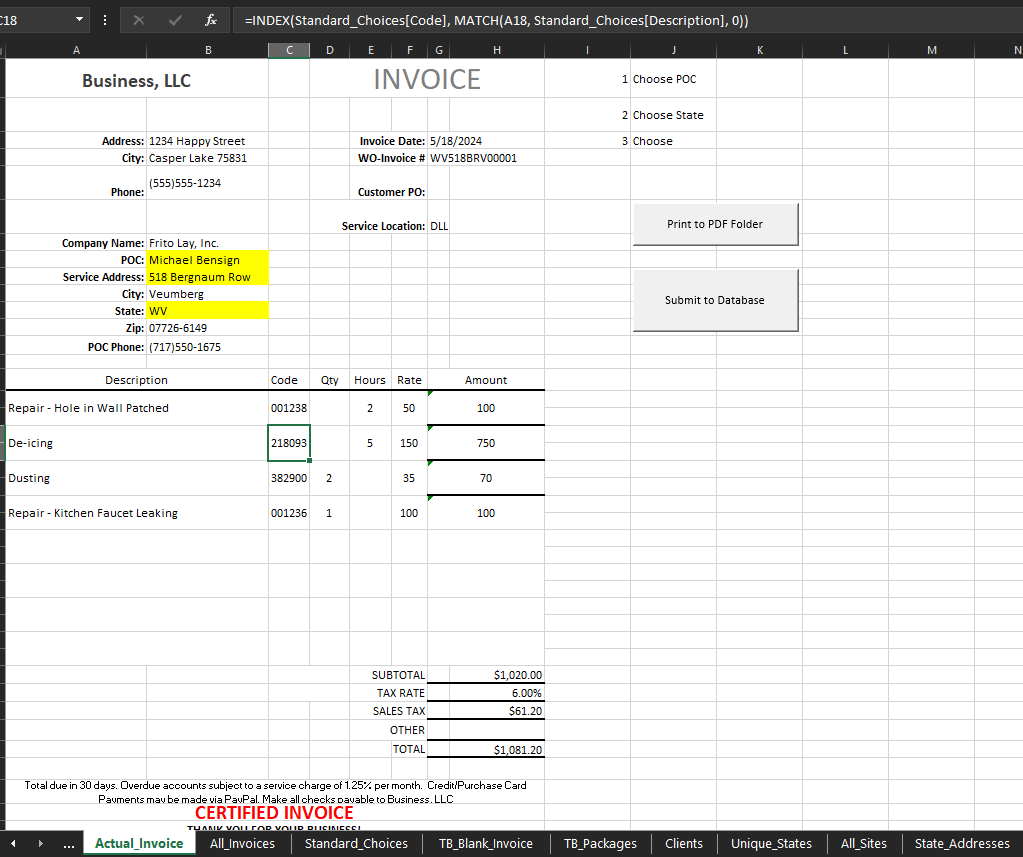 C18 =INDEX(Standard_Choices[Code], MATCH(A18, Standard_Choices[Description], 0))
A B C D E F G H I J K L M N
Business, LLC INVOICE 1 Choose POC
2 Choose State
Address: 1234 Happy Street Invoice Date: 5/18/2024 3 Choose
City: Casper Lake 75831 WO-Invoice # WV518BRV00001
(555)555-1234
Phone: Customer PO:
Service Location: DLL Print to PDF Folder
Company Name: Frito Lay, Inc.
POC: Michael Bensign
Service Address: 518 Bergnaum Row
City: Veumberg Submit to Database
State: WV
Zip: 07726-6149
POC Phone: (717)550-1675
Description Code Qty Hours Rate Amount
Repair - Hole in Wall Patched 001238 2 50 100
De-icing 218093 5 150 750
Dusting 382900 2 35 70
Repair - Kitchen Faucet Leaking 001236 1 100 100
SUBTOTAL $1,020.00
TAX RATE 6.00%
SALES TAX $61.20
OTHER
TOTAL $1,081.20
Total due in 30 days. Overdue accounts subject to a service charge of 1.25% per month. Credit/Purchase Card
Payments may be made via PayPal. Make all checks payable to Business, LLC
CERTIFIED INVOICE
THANK YOU FOR YOUR BUSINESS!
... Actual_Invoice All_Invoices Standard_Choices TB_Blank_Invoice TB_Packages Clients Unique_States All_Sites State_Addresses